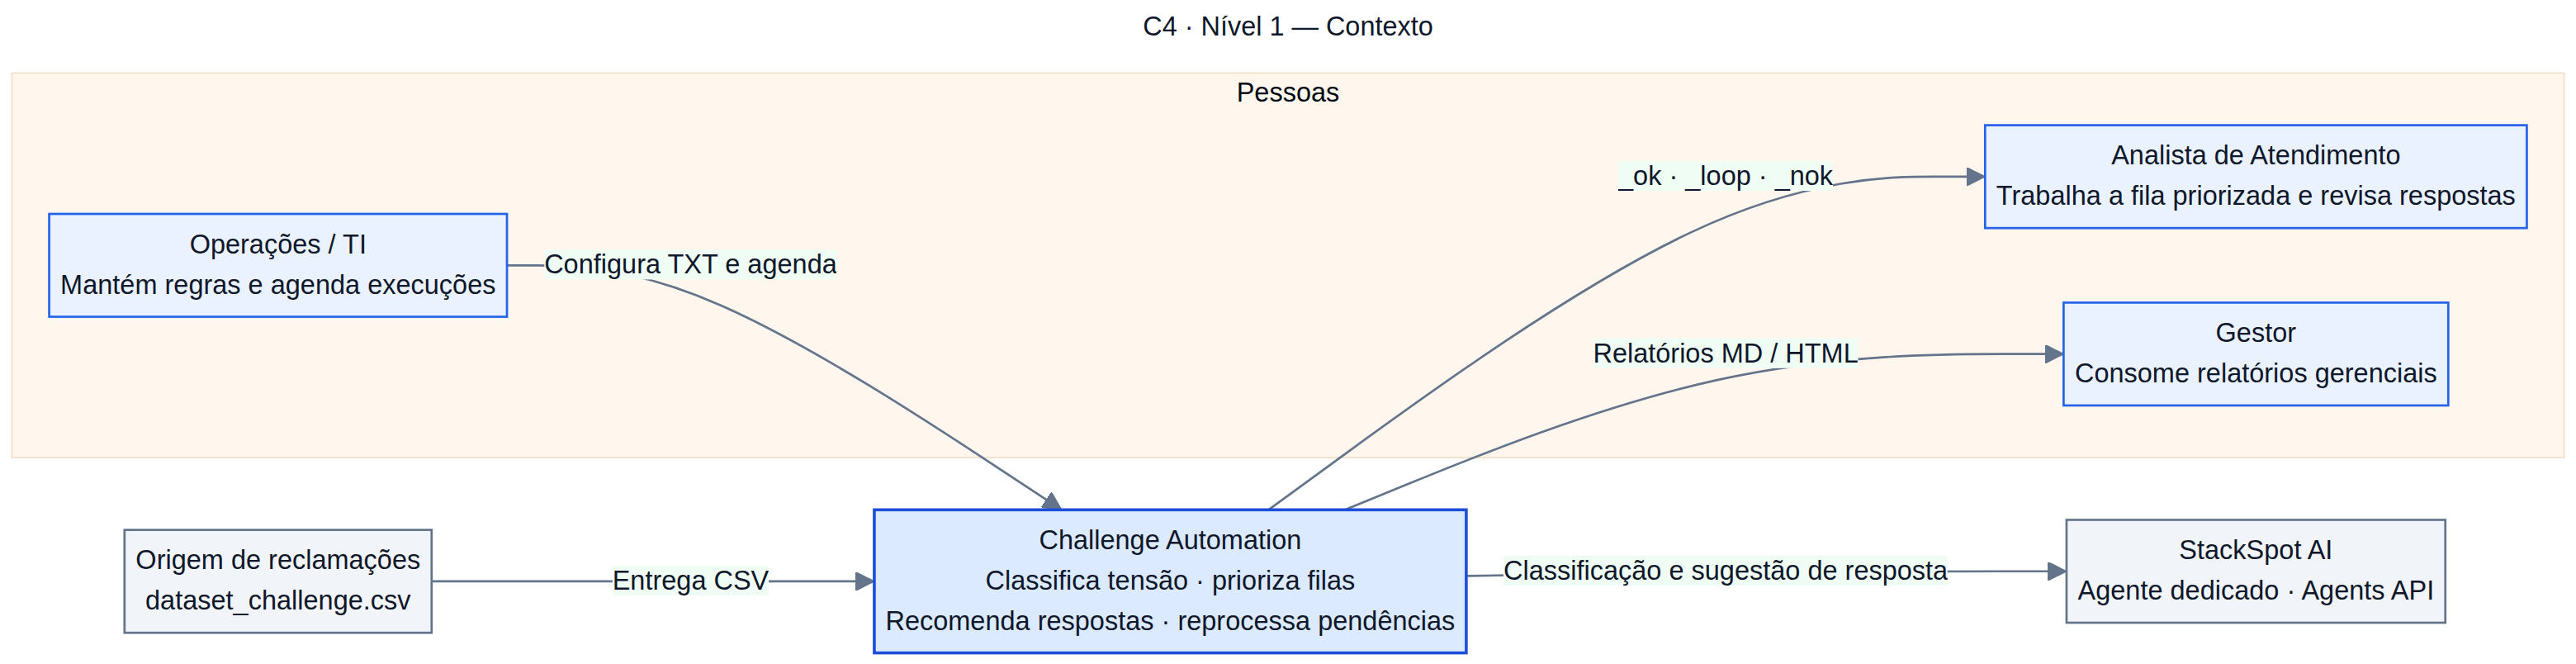 C4 · Nível 1 — Contexto
Pessoas
Operações / TI
Mantém regras e agenda execuções
Configura TXT e agenda
_ok · _loop · _nok
Analista de Atendimento
Trabalha a fila priorizada e revisa respostas
Relatórios MD / HTML
Gestor
Consome relatórios gerenciais
Origem de reclamações
dataset_challenge.csv
Entrega CSV
Challenge Automation
Classifica tensão · prioriza filas
Recomenda respostas · reprocessa pendências
Classificação e sugestão de resposta
StackSpot AI
Agente dedicado · Agents API